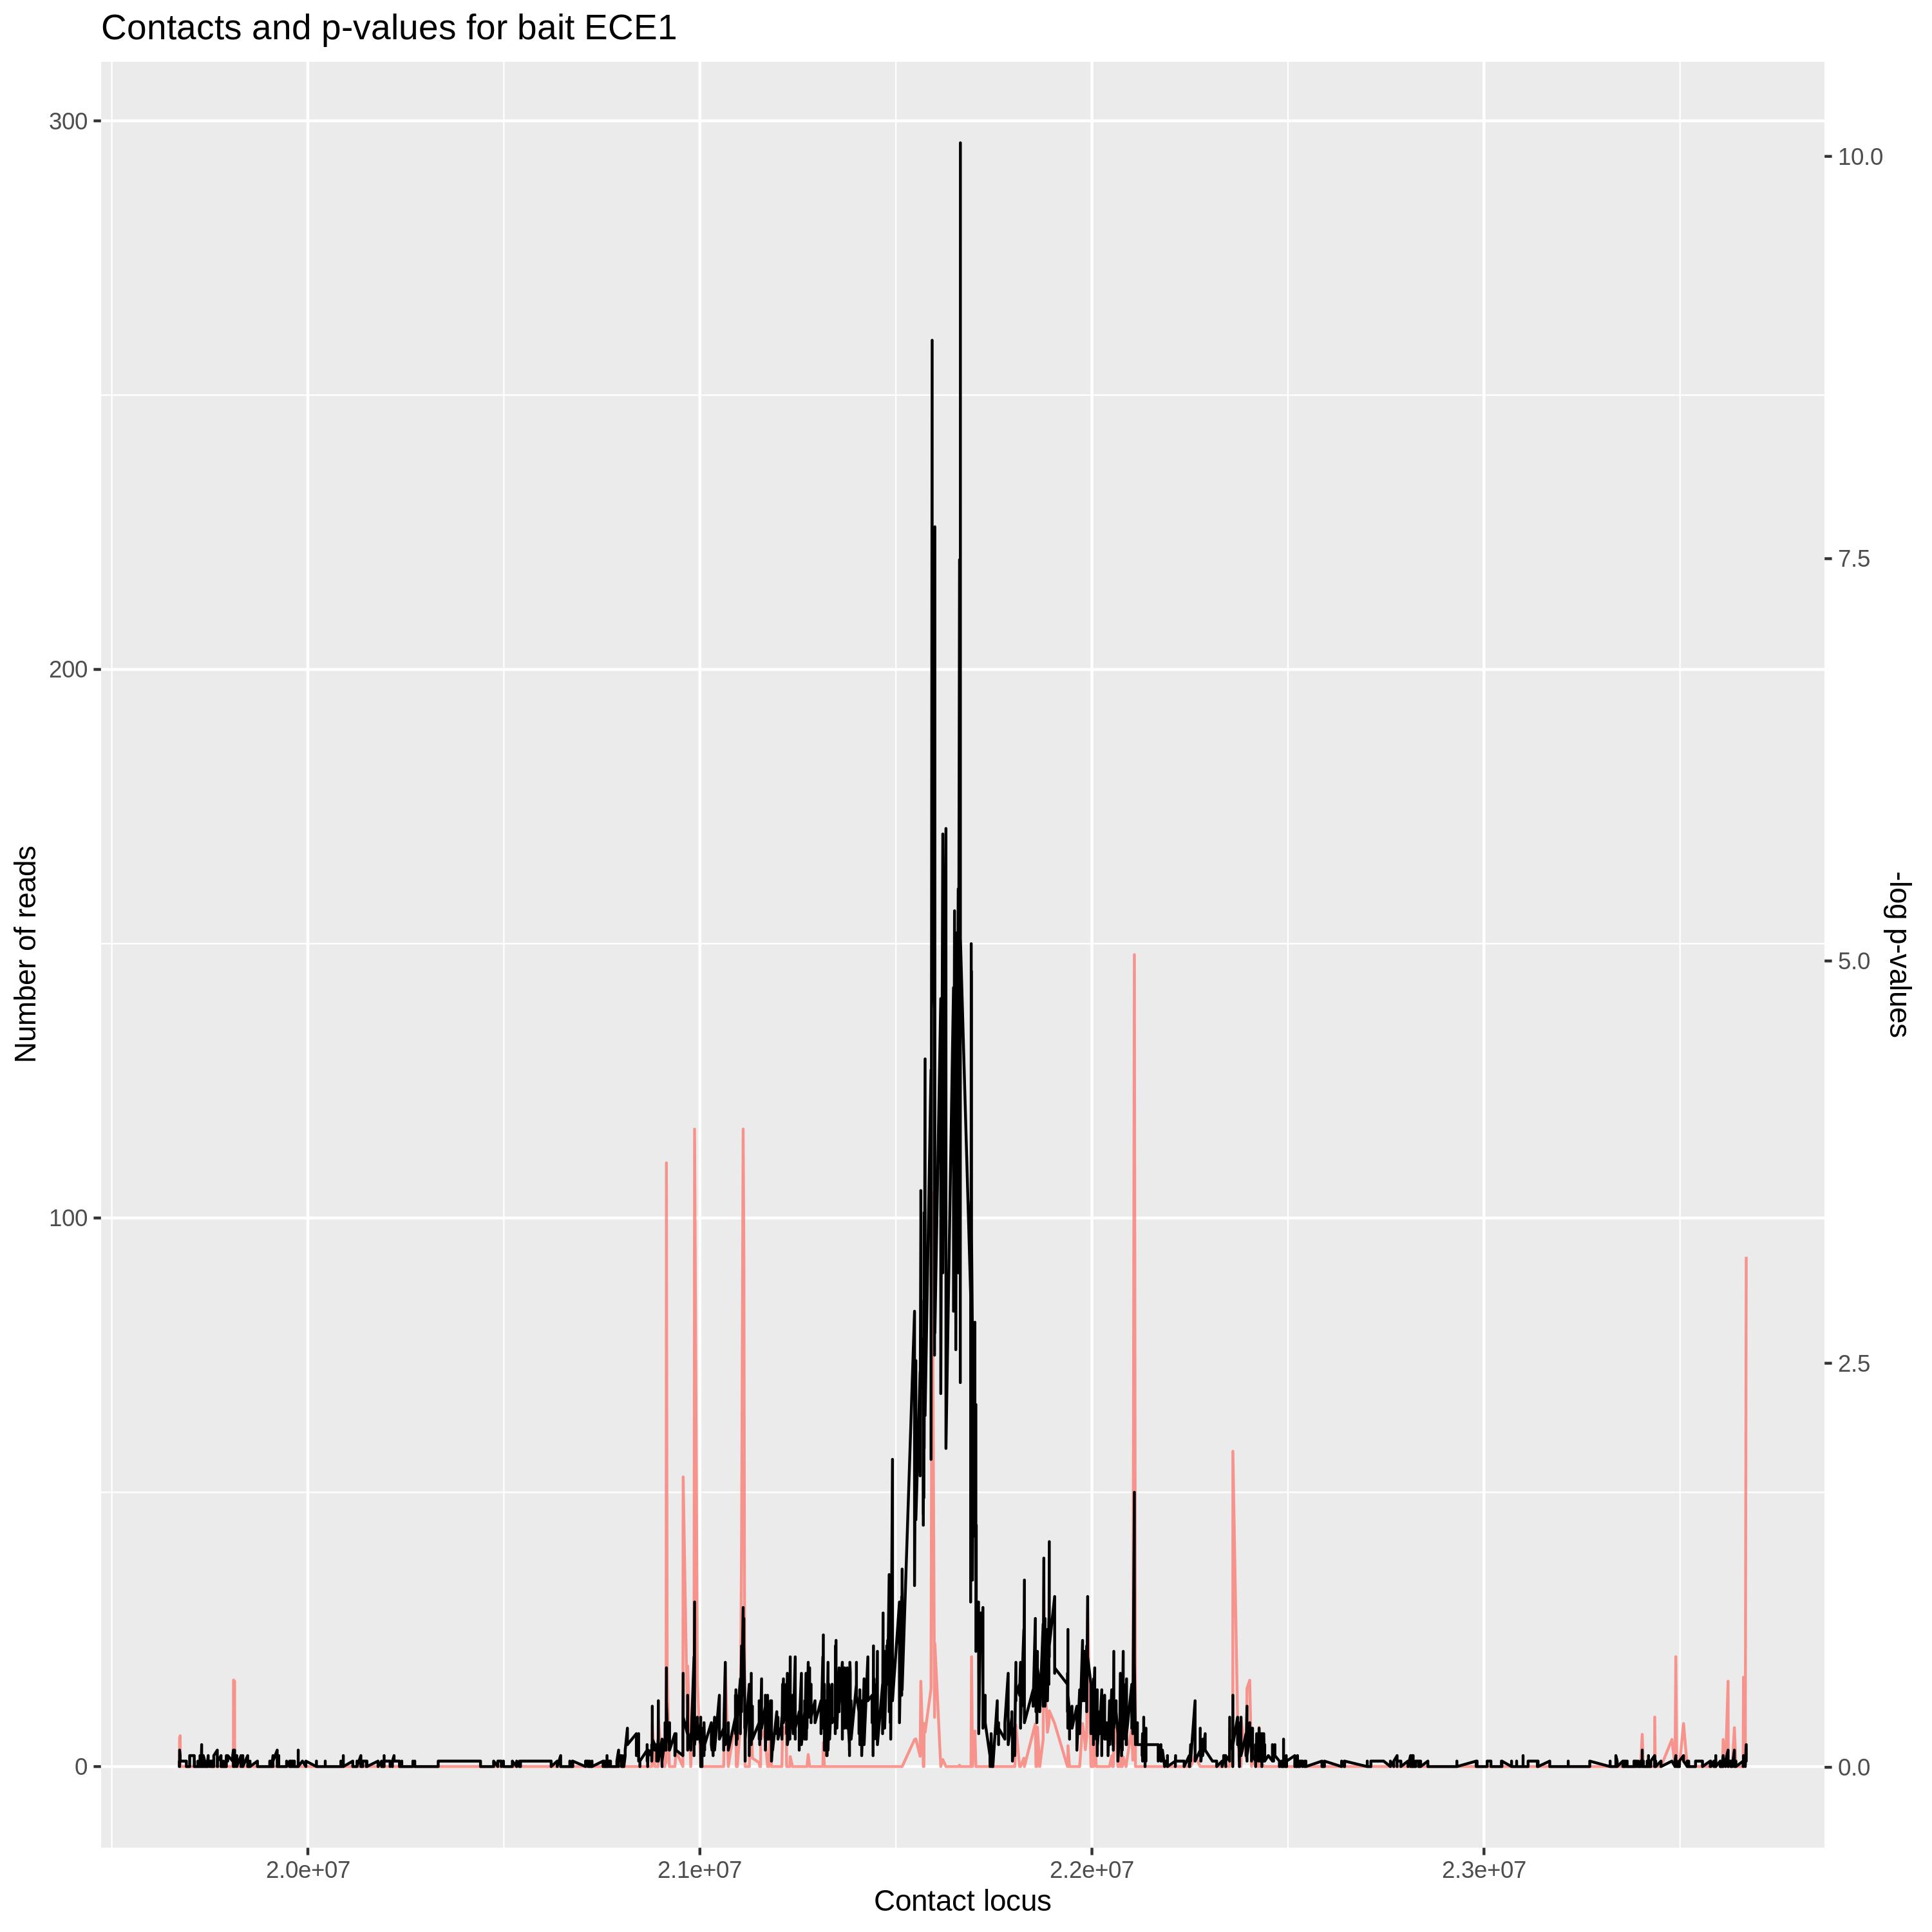 Contacts and p-values for bait ECE1
300
200
100
0
Number of reads
10.0
7.5
5.0
2.5
0.0
-log p-values
2.0e+07
2.1e+07
2.2e+07
2.3e+07
Contact locus